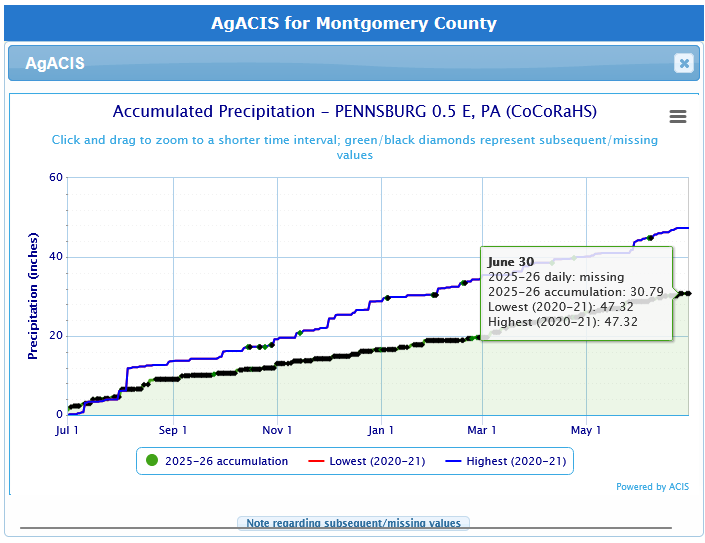 AgACIS for Montgomery County
AgACIS
Accumulated Precipitation – PENNSBURG 0.5 E, PA (CoCoRaHS)
Click and drag to zoom to a shorter time interval; green/black diamonds represent subsequent/missing
values
Precipitation (inches)
60
40
20
0
June 30
2025-26 daily: missing
2025-26 accumulation: 30.79
Lowest (2020-21): 47.32
Highest (2020-21): 47.32
Jul 1
Sep 1
Nov 1
Jan 1
Mar 1
May 1
2025-26 accumulation
Lowest (2020-21)
Highest (2020-21)
Powered by ACIS
Note regarding subsequent/missing values